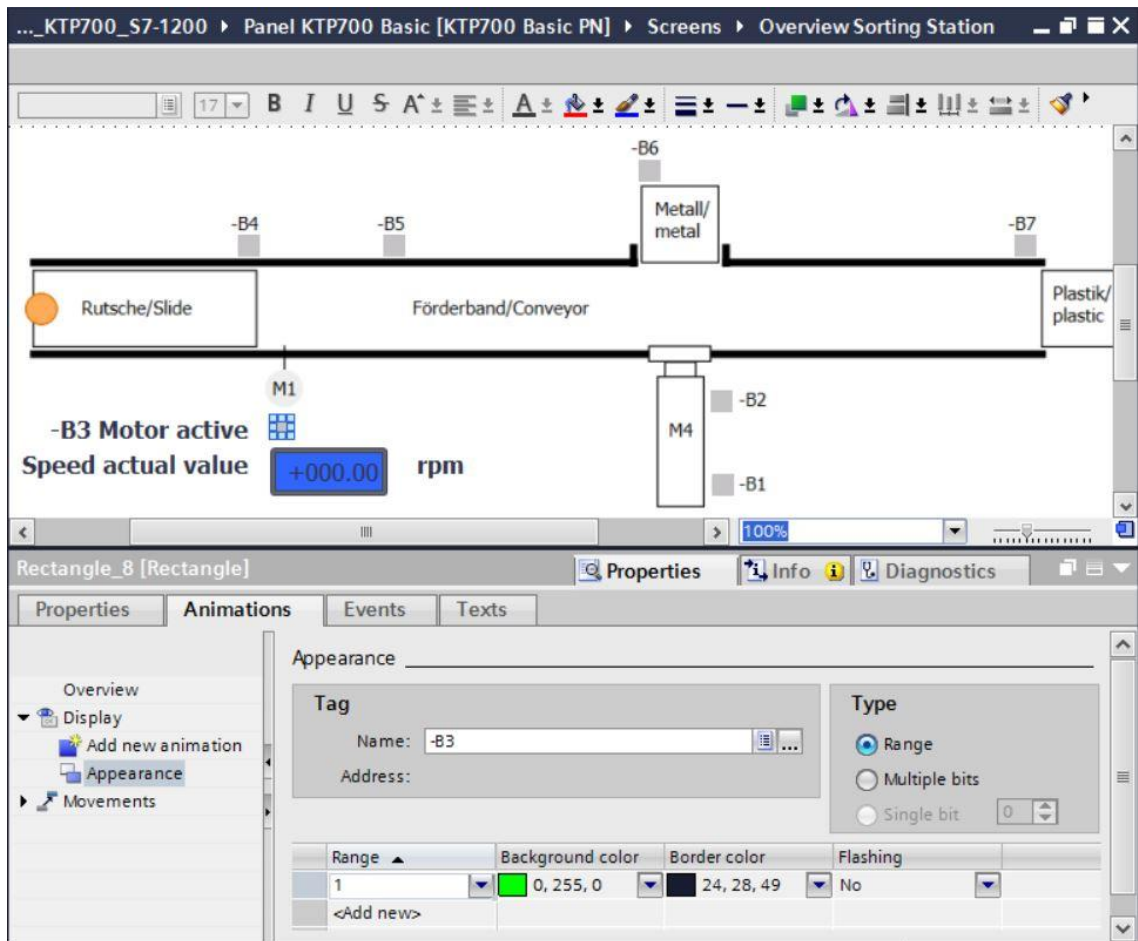 ..._KTP700_S7-1200 ▸ Panel KTP700 Basic [KTP700 Basic PN] ▸ Screens ▸ Overview Sorting Station
17 B I U S A A
-B6
Metall/
metal
-B4 -B5 -B7
Rutsche/Slide Förderband/Conveyor
Plastik/
plastic
M1
-B2
-B3 Motor active
M4
Speed actual value +000.00 rpm
-B1
100%
Rectangle_8 [Rectangle] Properties Info Diagnostics
Properties Animations Events Texts
Appearance
Overview
Display
Add new animation
Appearance
Movements
Tag
Name: -B3
Address:
Type
Range
Multiple bits
Single bit 0
Range Background color Border color Flashing
1 0, 255, 0 24, 28, 49 No
<Add new>